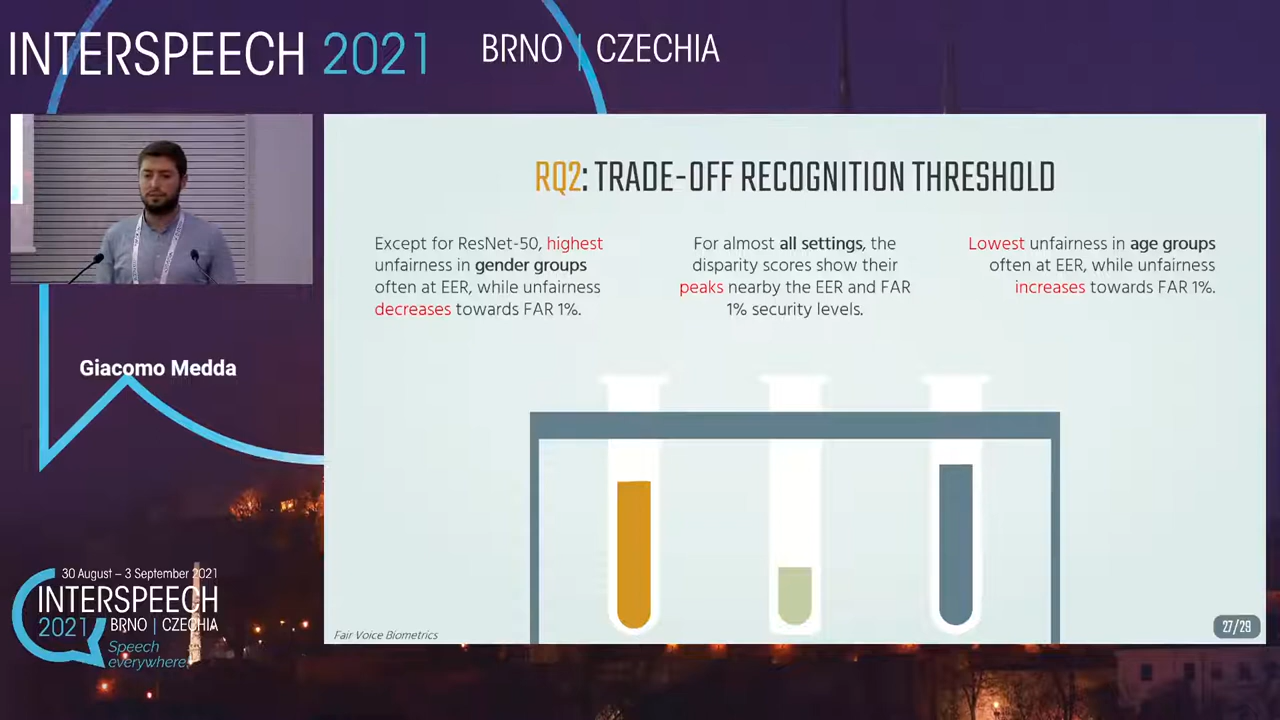 INTERSPEECH 2021
BRNO | CZECHIA
RQ2: TRADE-OFF RECOGNITION THRESHOLD
Except for ResNet-50, highest
unfairness in gender groups
often at EER, while unfairness
decreases towards FAR 1%.
For almost all settings, the
disparity scores show their
peaks nearby the EER and FAR
1% security levels.
Lowest unfairness in age groups
often at EER, while unfairness
increases towards FAR 1%.
Giacomo Medda
30 August – 3 September 2021
INTERSPEECH
2021 BRNO | CZECHIA
Speech
everywhere!
Fair Voice Biometrics
27/29